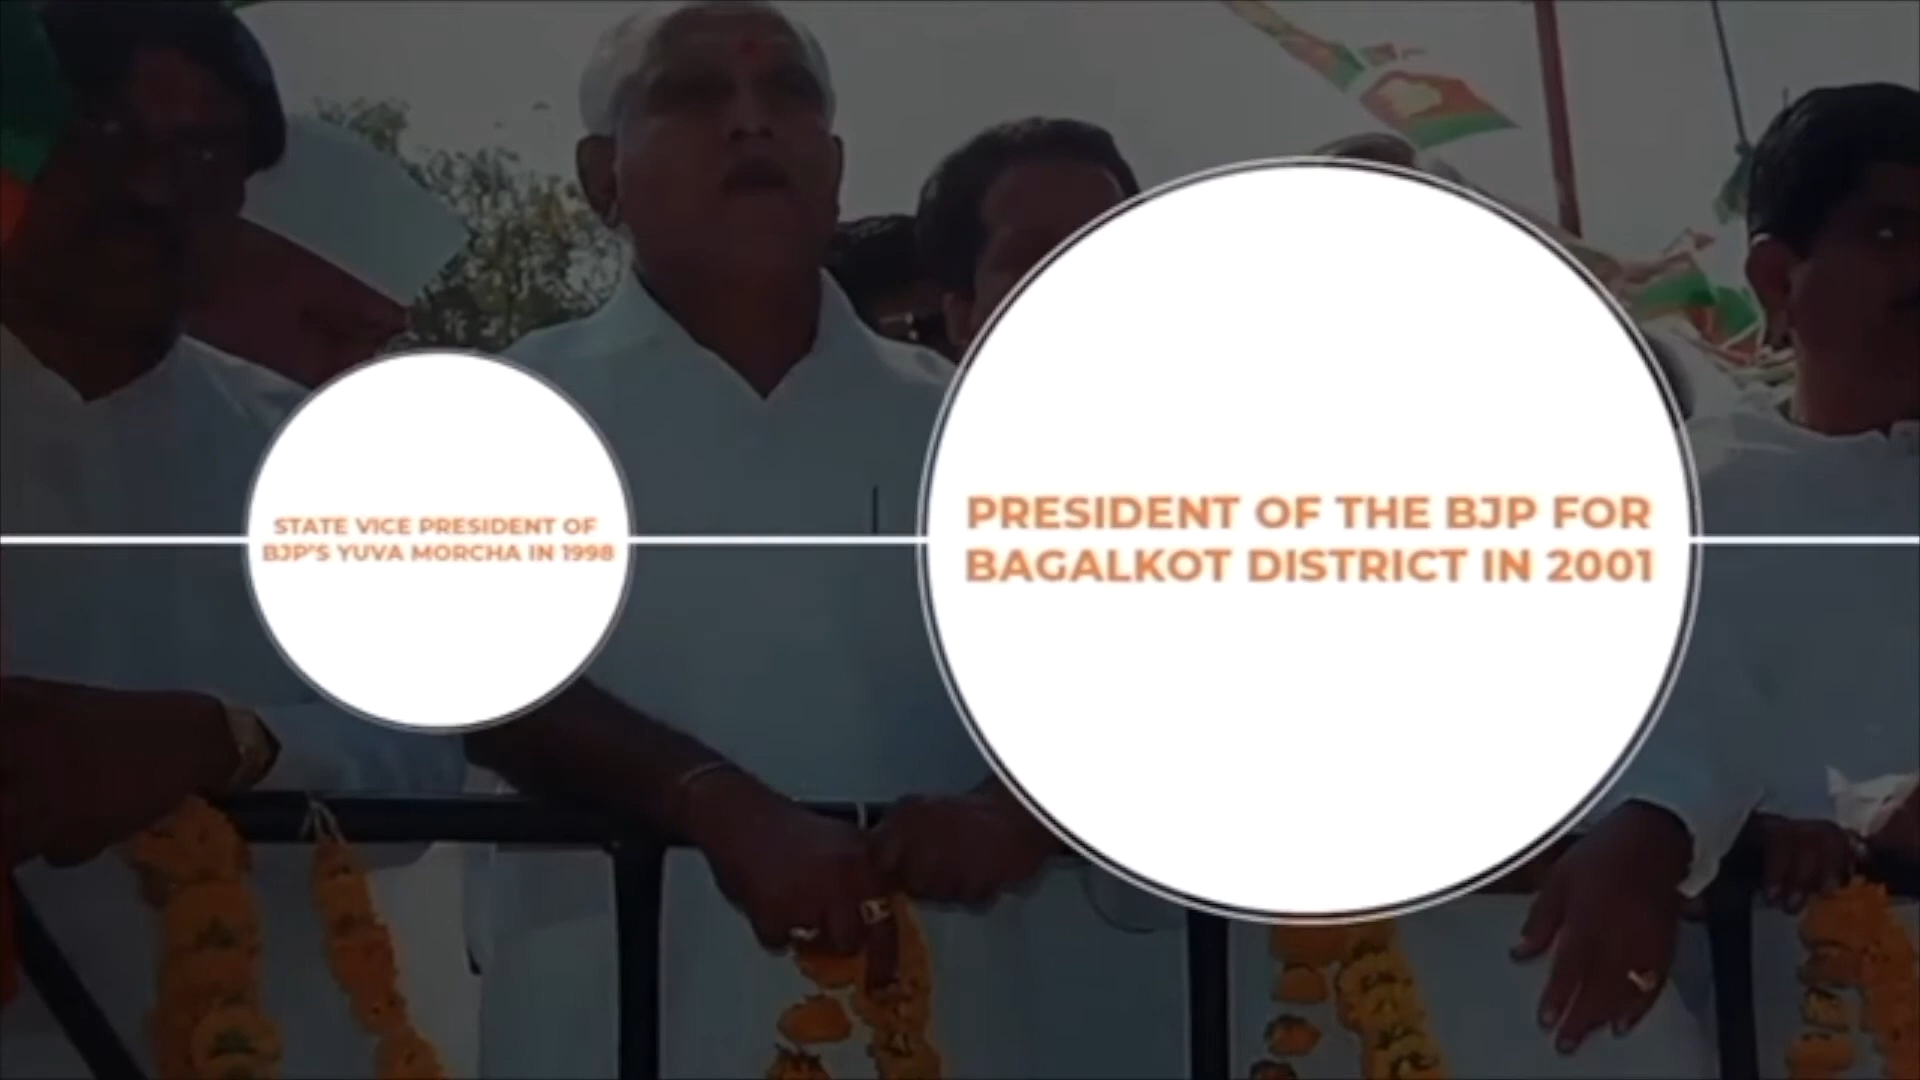 STATE VICE PRESIDENT OF
BJP'S YUVA MORCHA IN 1998
PRESIDENT OF THE BJP FOR
BAGALKOT DISTRICT IN 2001